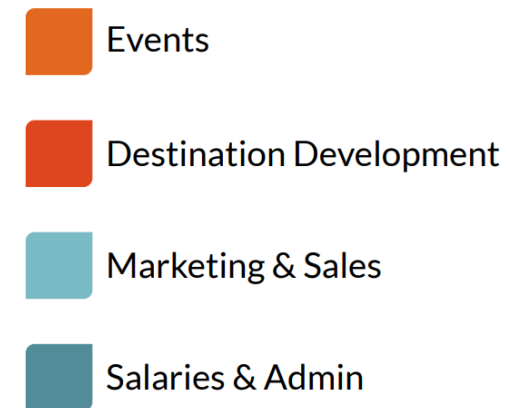 Events
Destination Development
Marketing & Sales
Salaries & Admin